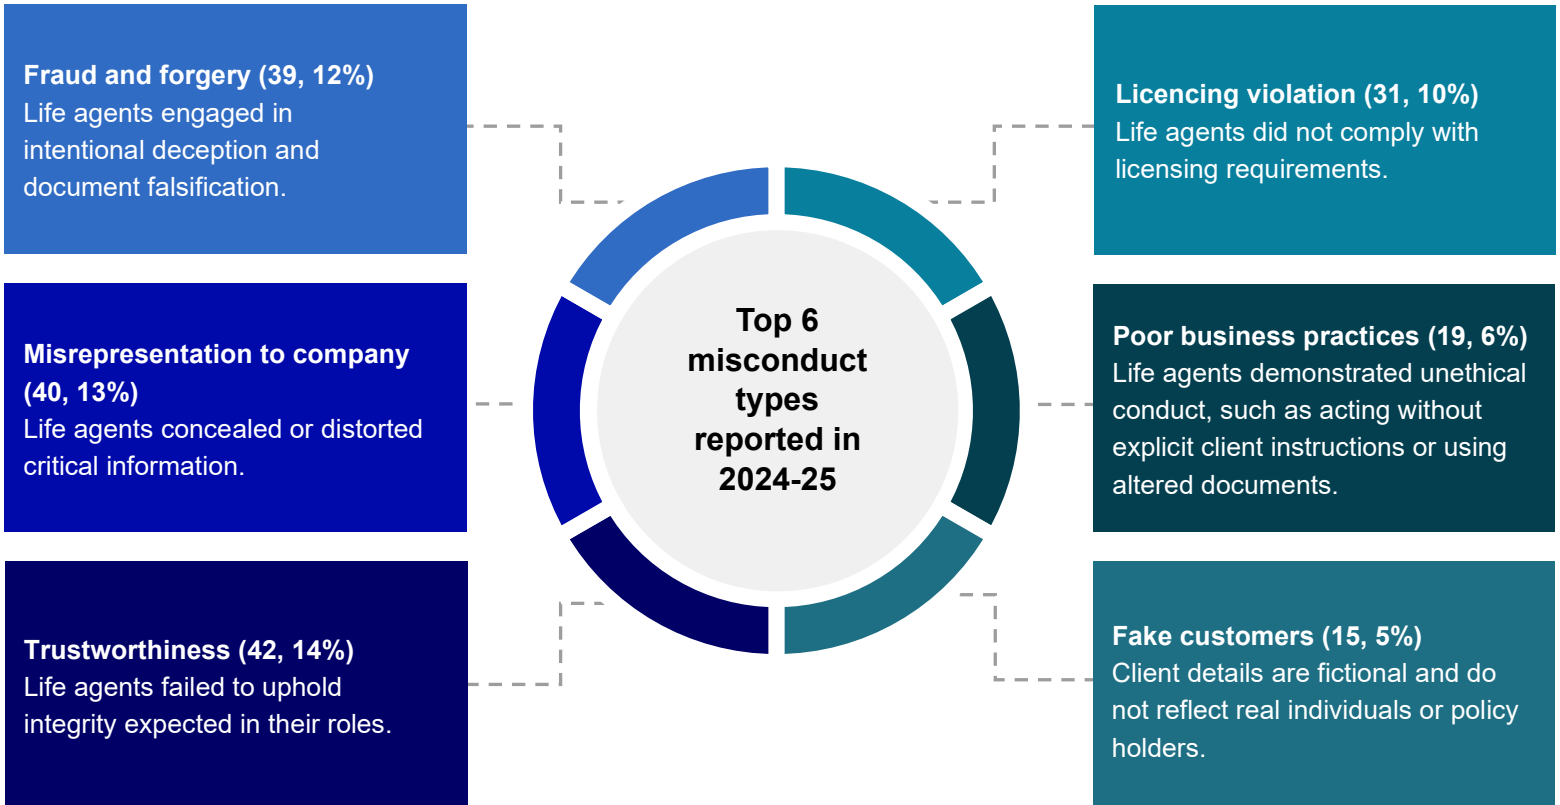 Fraud and forgery (39, 12%)
Life agents engaged in
intentional deception and
document falsification.
Misrepresentation to company
(40, 13%)
Life agents concealed or distorted
critical information.
Trustworthiness (42, 14%)
Life agents failed to uphold
integrity expected in their roles.
Top 6
misconduct
types
reported in
2024-25
Licencing violation (31, 10%)
Life agents did not comply with
licensing requirements.
Poor business practices (19, 6%)
Life agents demonstrated unethical
conduct, such as acting without
explicit client instructions or using
altered documents.
Fake customers (15, 5%)
Client details are fictional and do
not reflect real individuals or policy
holders.